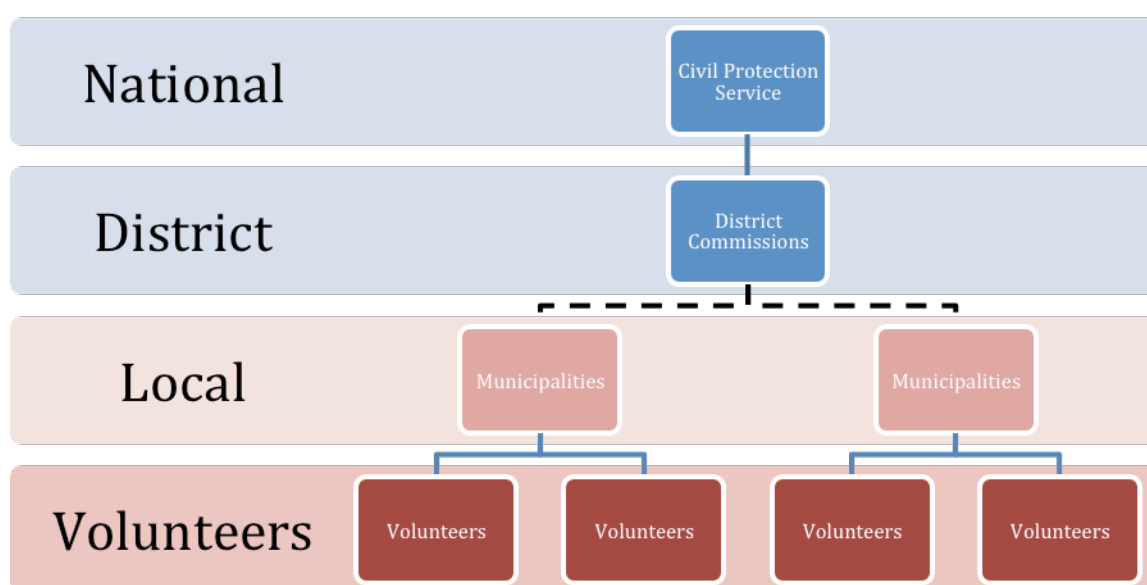 National
Civil Protection
Service
District
District
Commissions
Local
Municipalities
Municipalities
Volunteers
Volunteers
Volunteers
Volunteers
Volunteers